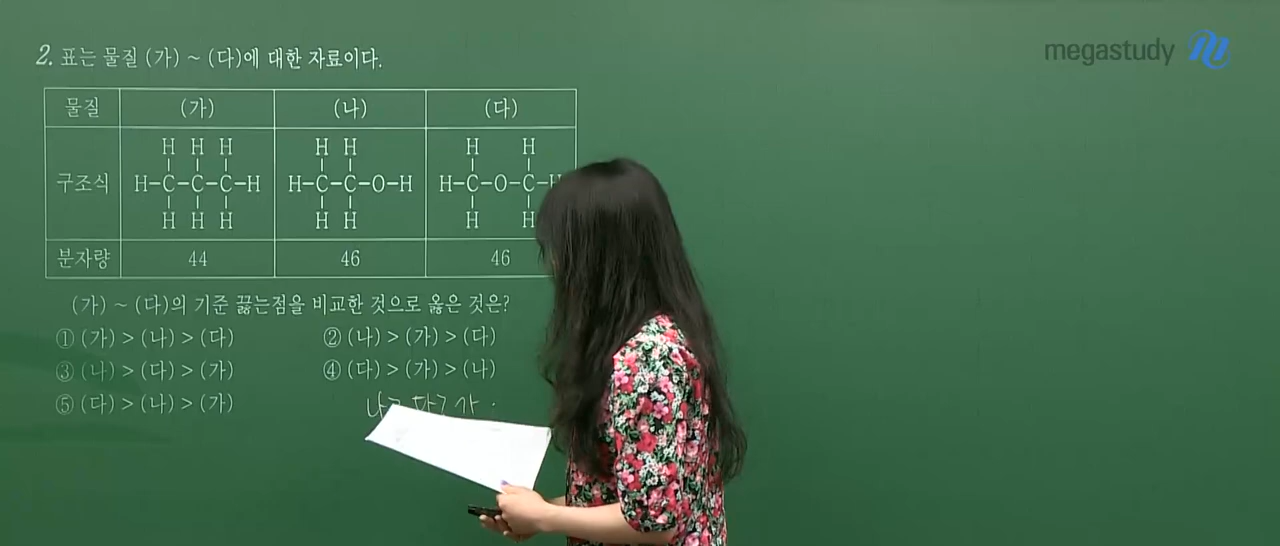 megastudy
2. 표는 물질 (가) ~ (다)에 대한 자료이다.
물질 (가) (나) (다)
H H H H H H H
구조식 H-C-C-C-H H-C-C-O-H H-C-O-C-H
H H H H H H H
분자량 44 46 46
(가) ~ (다)의 기준 끓는점을 비교한 것으로 옳은 것은?
① (가) > (나) > (다) ② (나) > (가) > (다)
③ (나) > (다) > (가) ④ (다) > (가) > (나)
⑤ (다) > (나) > (가)
나 > 다 > 가